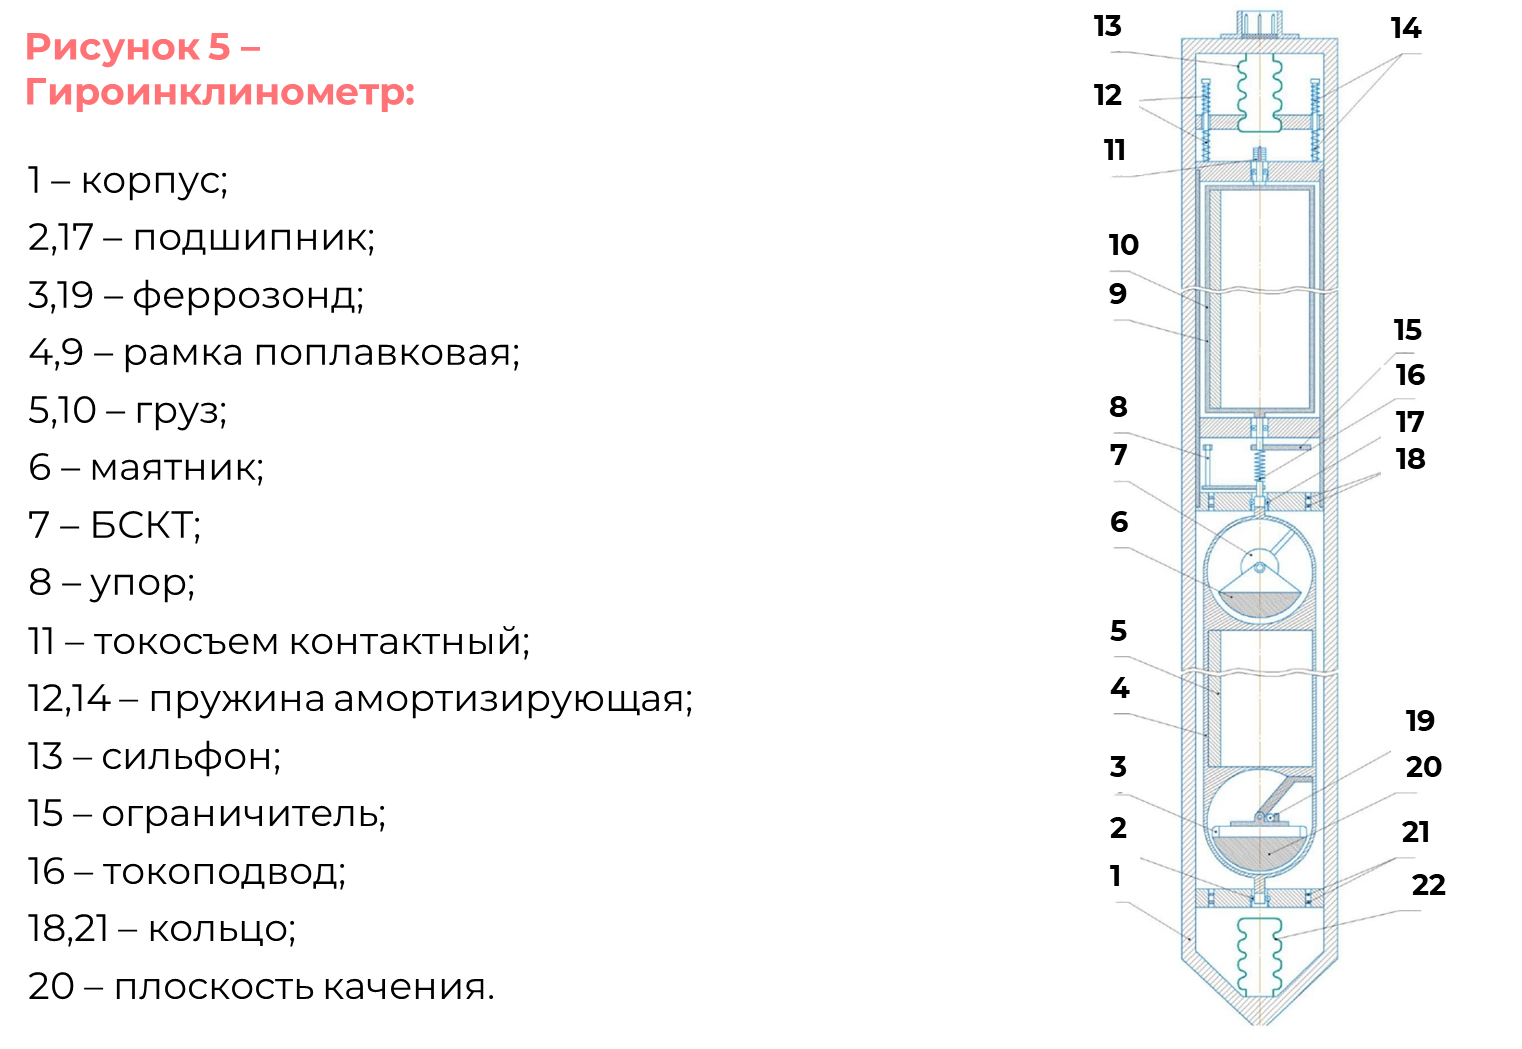 Рисунок 5 –
Гироинклинометр:
1 – корпус;
2,17 – подшипник;
3,19 – феррозонд;
4,9 – рамка поплавковая;
5,10 – груз;
6 – маятник;
7 – БСКТ;
8 – упор;
11 – токосъем контактный;
12,14 – пружина амортизирующая;
13 – сильфон;
15 – ограничитель;
16 – токоподвод;
18,21 – кольцо;
20 – плоскость качения.
13
12
11
10
9
8
7
6
5
4
3
2
1
14
15
16
17
18
19
20
21
22